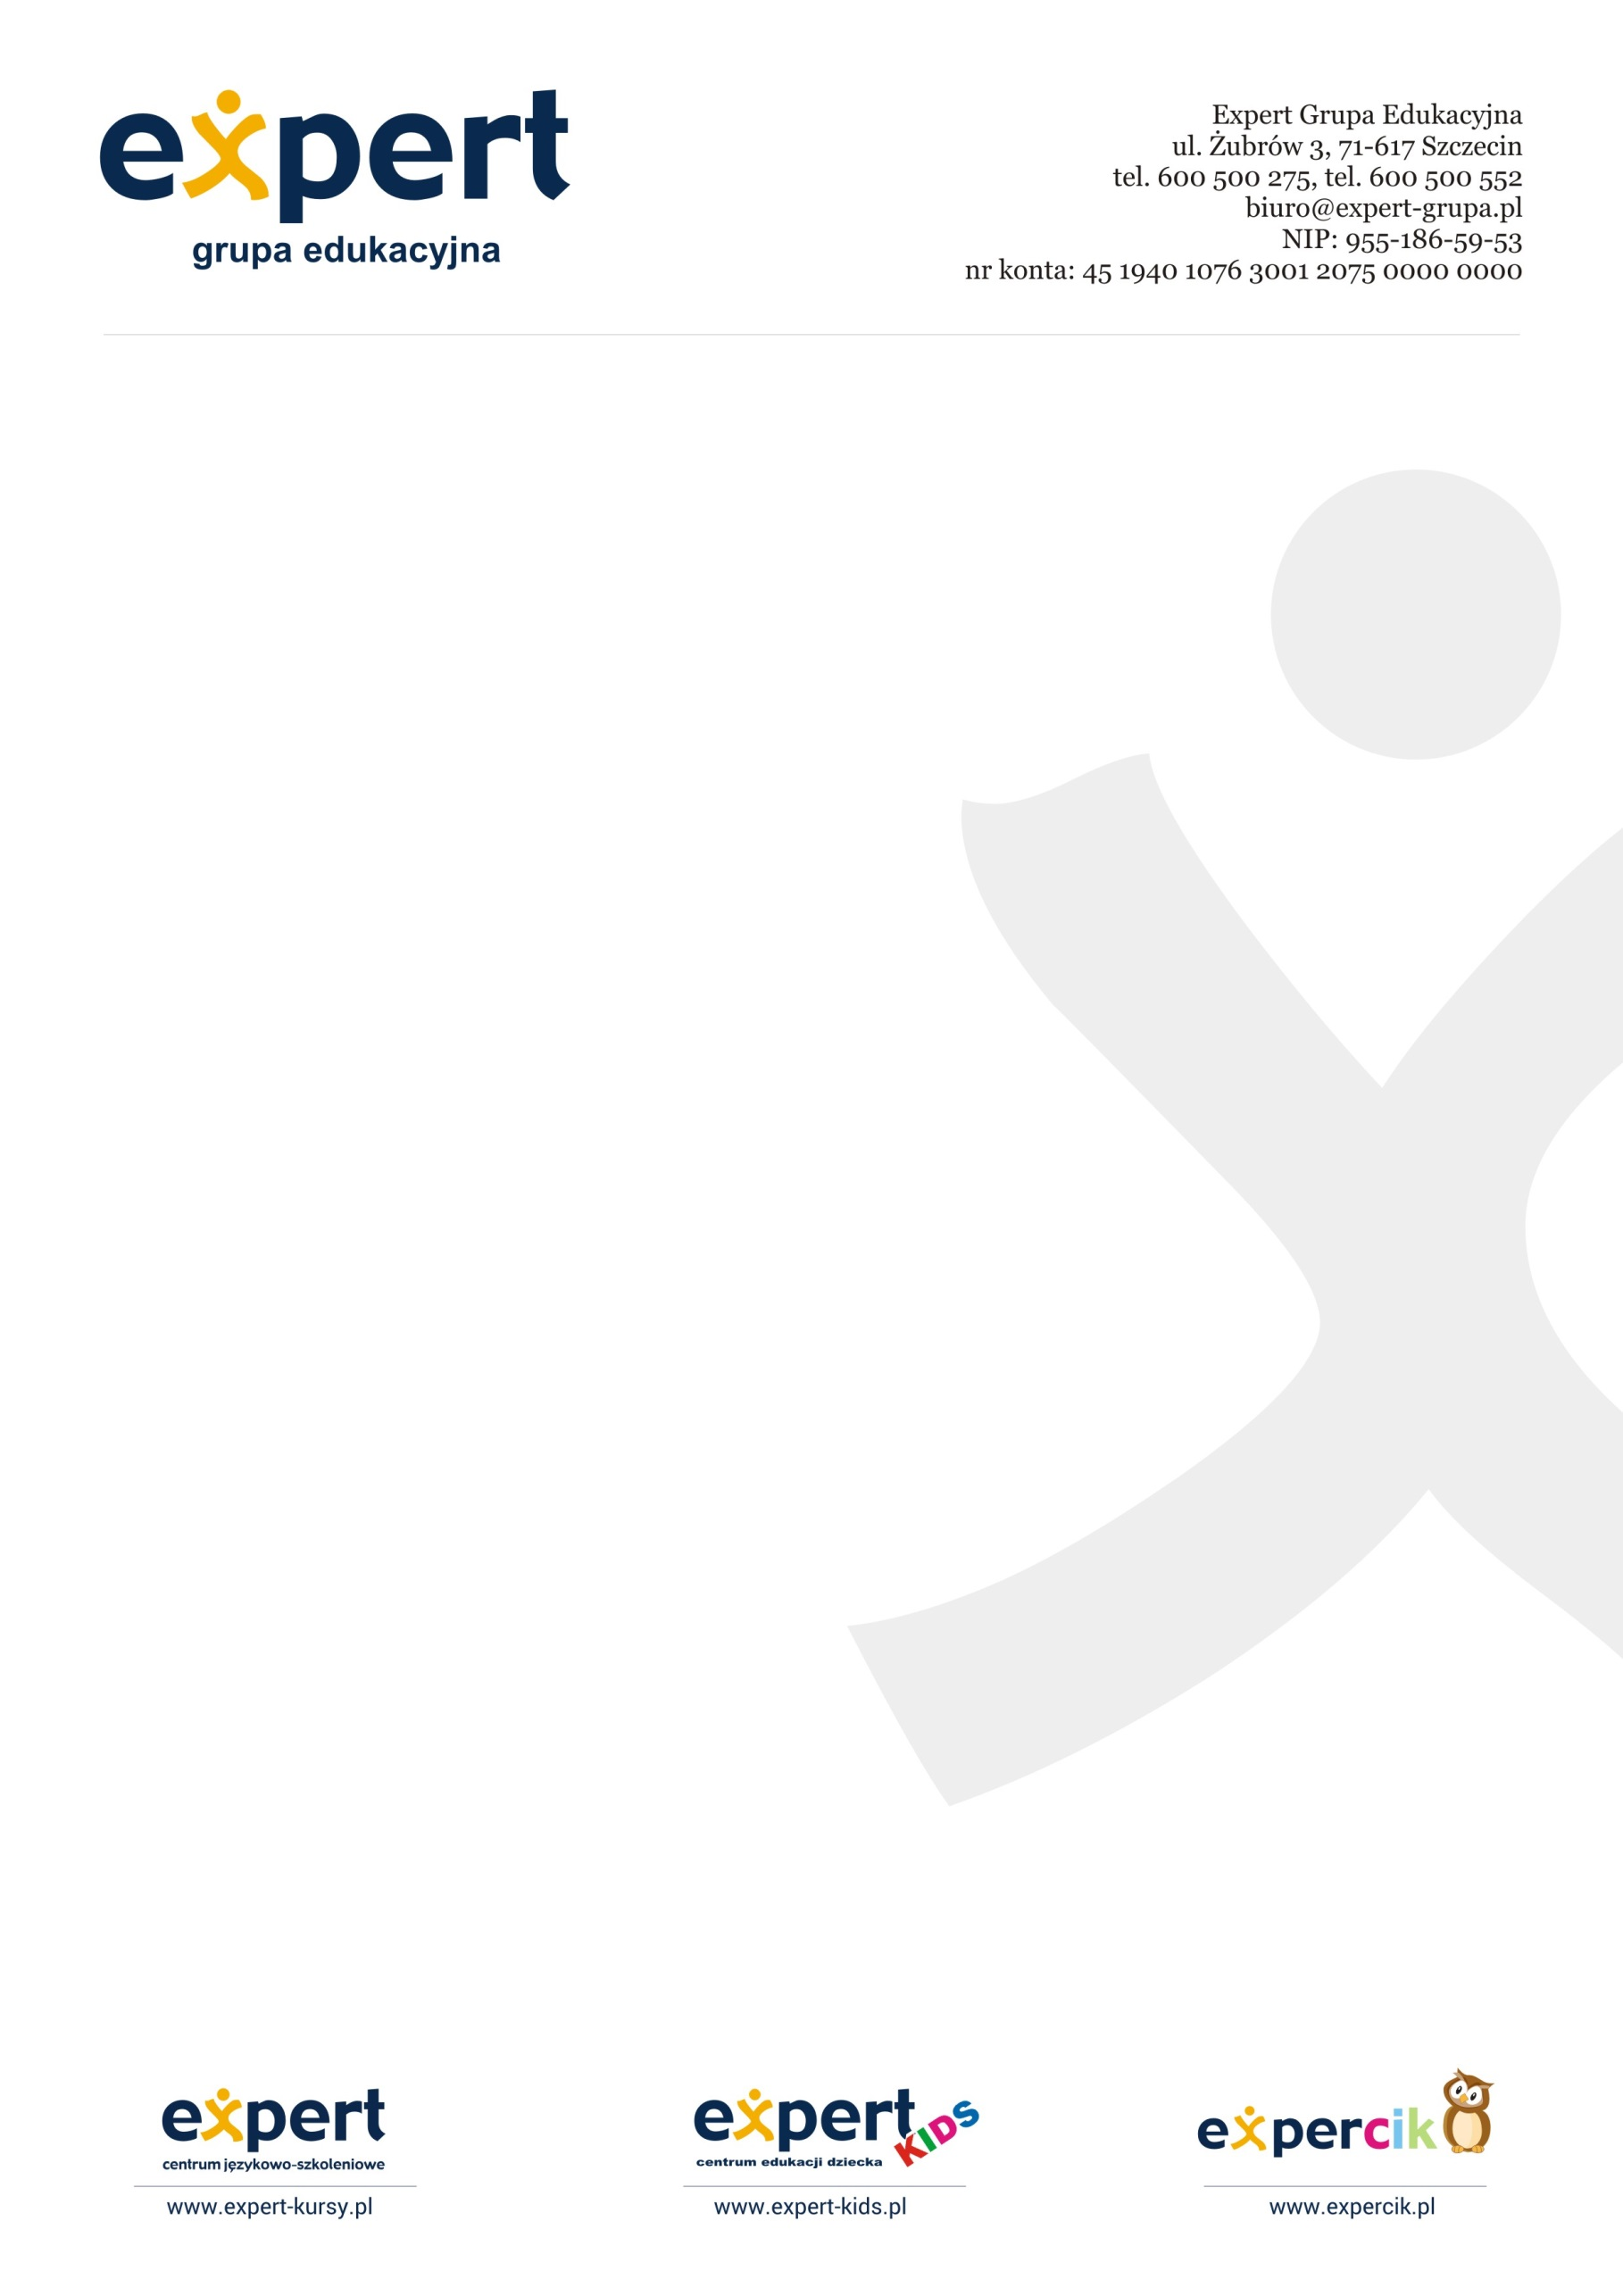 expert
grupa edukacyjna
Expert Grupa Edukacyjna
ul. Żubrów 3, 71-617 Szczecin
tel. 600 500 275, tel. 600 500 552
biuro@expert-grupa.pl
NIP: 955-186-59-53
nr konta: 45 1940 1076 3001 2075 0000 0000
expert
centrum językowo-szkoleniowe
www.expert-kursy.pl
expert KIDS
centrum edukacji dziecka
www.expert-kids.pl
expercik
www.expercik.pl